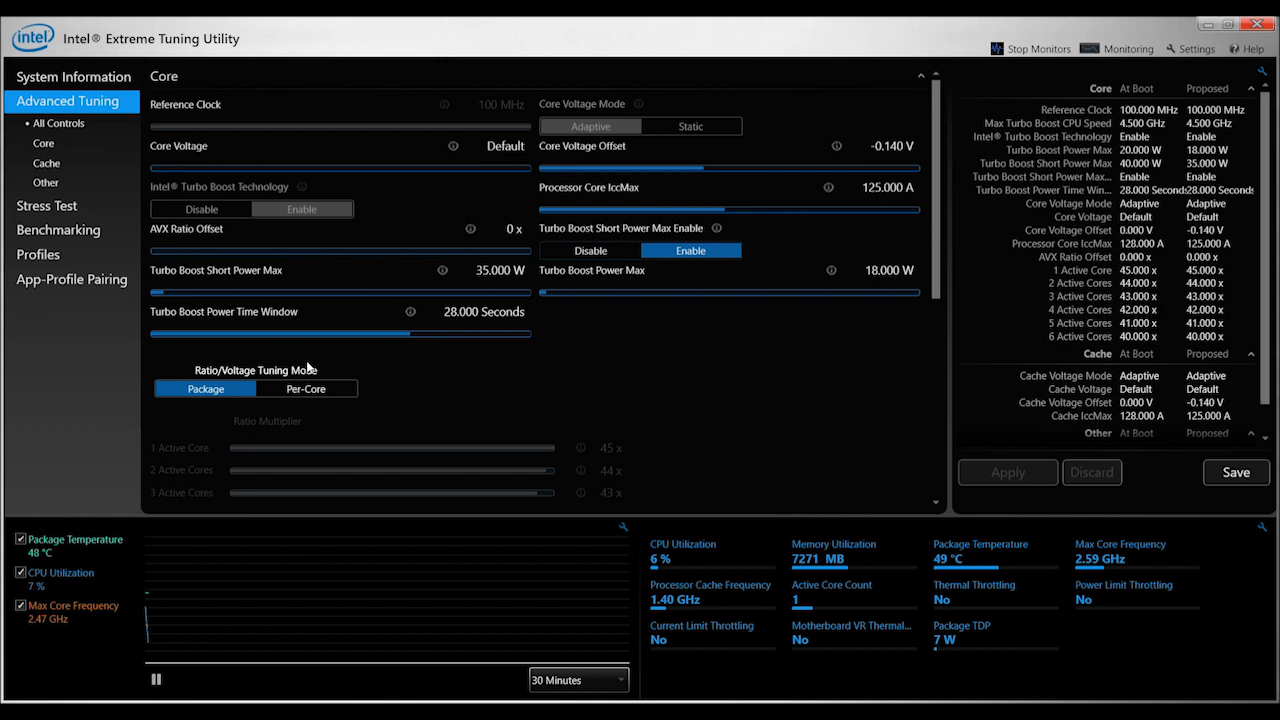 intel
Intel® Extreme Tuning Utility
Stop Monitors
Monitoring
Settings
Help
System Information
Advanced Tuning
• All Controls
Core
Cache
Other
Stress Test
Benchmarking
Profiles
App-Profile Pairing
Core
Reference Clock 100 MHz
Core Voltage Mode
Adaptive Static
Core Voltage Default
Core Voltage Offset -0.140 V
Intel® Turbo Boost Technology
Disable Enable
Processor Core IccMax 125.000 A
AVX Ratio Offset 0 x
Turbo Boost Short Power Max Enable
Disable Enable
Turbo Boost Short Power Max 35.000 W
Turbo Boost Power Max 18.000 W
Turbo Boost Power Time Window 28.000 Seconds
Ratio/Voltage Tuning Mode
Package Per-Core
Ratio Multiplier
1 Active Core 45 x
2 Active Cores 44 x
3 Active Cores 43 x
Core At Boot Proposed
Reference Clock 100.000 MHz 100.000 MHz
Max Turbo Boost CPU Speed 4.500 GHz 4.500 GHz
Intel® Turbo Boost Technology Enable Enable
Turbo Boost Power Max 20.000 W 18.000 W
Turbo Boost Short Power Max 40.000 W 35.000 W
Turbo Boost Short Power Max... Enable Enable
Turbo Boost Power Time Win... 28.000 Seconds 28.000 Seconds
Core Voltage Mode Adaptive Adaptive
Core Voltage Default Default
Core Voltage Offset 0.000 V -0.140 V
Processor Core IccMax 128.000 A 125.000 A
AVX Ratio Offset 0.000 x 0.000 x
1 Active Core 45.000 x 45.000 x
2 Active Cores 44.000 x 44.000 x
3 Active Cores 43.000 x 43.000 x
4 Active Cores 42.000 x 42.000 x
5 Active Cores 41.000 x 41.000 x
6 Active Cores 40.000 x 40.000 x
Cache At Boot Proposed
Cache Voltage Mode Adaptive Adaptive
Cache Voltage Default Default
Cache Voltage Offset 0.000 V -0.140 V
Cache IccMax 128.000 A 125.000 A
Other At Boot Proposed
Apply Discard Save
Package Temperature
48 °C
CPU Utilization
7 %
Max Core Frequency
2.47 GHz
30 Minutes
CPU Utilization
6 %
Memory Utilization
7271 MB
Package Temperature
49 °C
Max Core Frequency
2.59 GHz
Processor Cache Frequency
1.40 GHz
Active Core Count
1
Thermal Throttling
No
Power Limit Throttling
No
Current Limit Throttling
No
Motherboard VR Thermal...
No
Package TDP
7 W